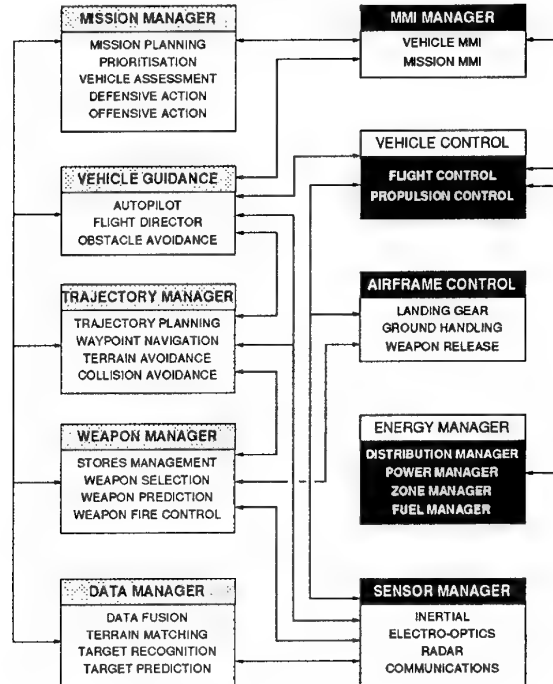 MISSION MANAGER
MISSION PLANNING
PRIORITISATION
VEHICLE ASSESSMENT
DEFENSIVE ACTION
OFFENSIVE ACTION
MMI MANAGER
VEHICLE MMI
MISSION MMI
VEHICLE GUIDANCE
AUTOPILOT
FLIGHT DIRECTOR
OBSTACLE AVOIDANCE
VEHICLE CONTROL
FLIGHT CONTROL
PROPULSION CONTROL
TRAJECTORY MANAGER
TRAJECTORY PLANNING
WAYPOINT NAVIGATION
TERRAIN AVOIDANCE
COLLISION AVOIDANCE
AIRFRAME CONTROL
LANDING GEAR
GROUND HANDLING
WEAPON RELEASE
WEAPON MANAGER
STORES MANAGEMENT
WEAPON SELECTION
WEAPON PREDICTION
WEAPON FIRE CONTROL
ENERGY MANAGER
DISTRIBUTION MANAGER
POWER MANAGER
ZONE MANAGER
FUEL MANAGER
DATA MANAGER
DATA FUSION
TERRAIN MATCHING
TARGET RECOGNITION
TARGET PREDICTION
SENSOR MANAGER
INERTIAL
ELECTRO-OPTICS
RADAR
COMMUNICATIONS